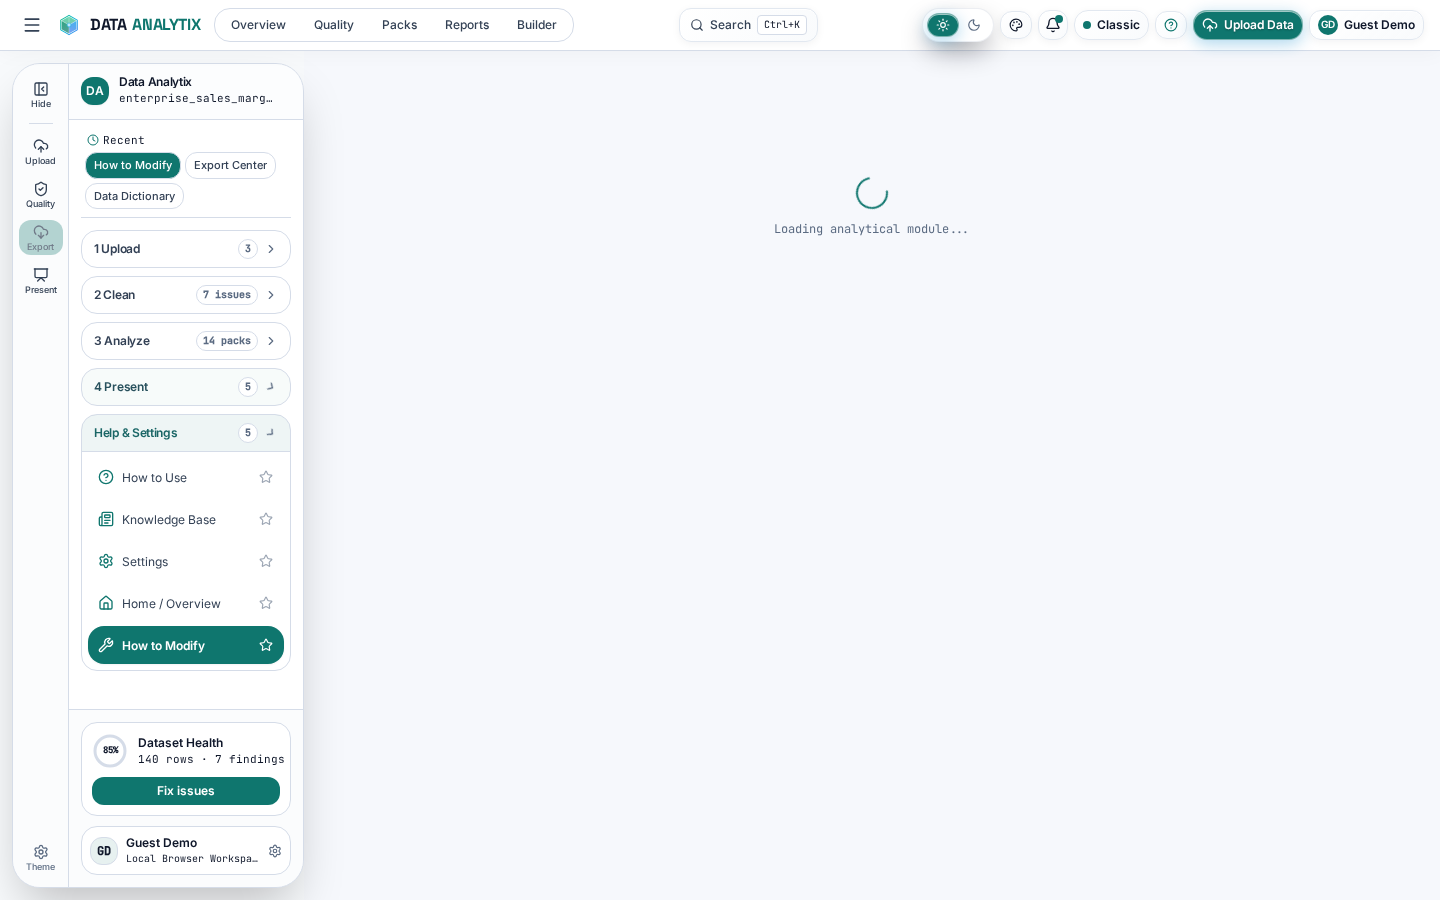 DATA ANALYTIX
Overview
Quality
Packs
Reports
Builder
Search Ctrl+K
Classic
Upload Data
GD Guest Demo
Hide
Upload
Quality
Export
Present
Theme
DA
Data Analytix
enterprise_sales_marg…
Recent
How to Modify
Export Center
Data Dictionary
1 Upload 3
2 Clean 7 issues
3 Analyze 14 packs
4 Present 5
Help & Settings 5
How to Use
Knowledge Base
Settings
Home / Overview
How to Modify
85%
Dataset Health
140 rows · 7 findings
Fix issues
GD
Guest Demo
Local Browser Workspa…
Loading analytical module...